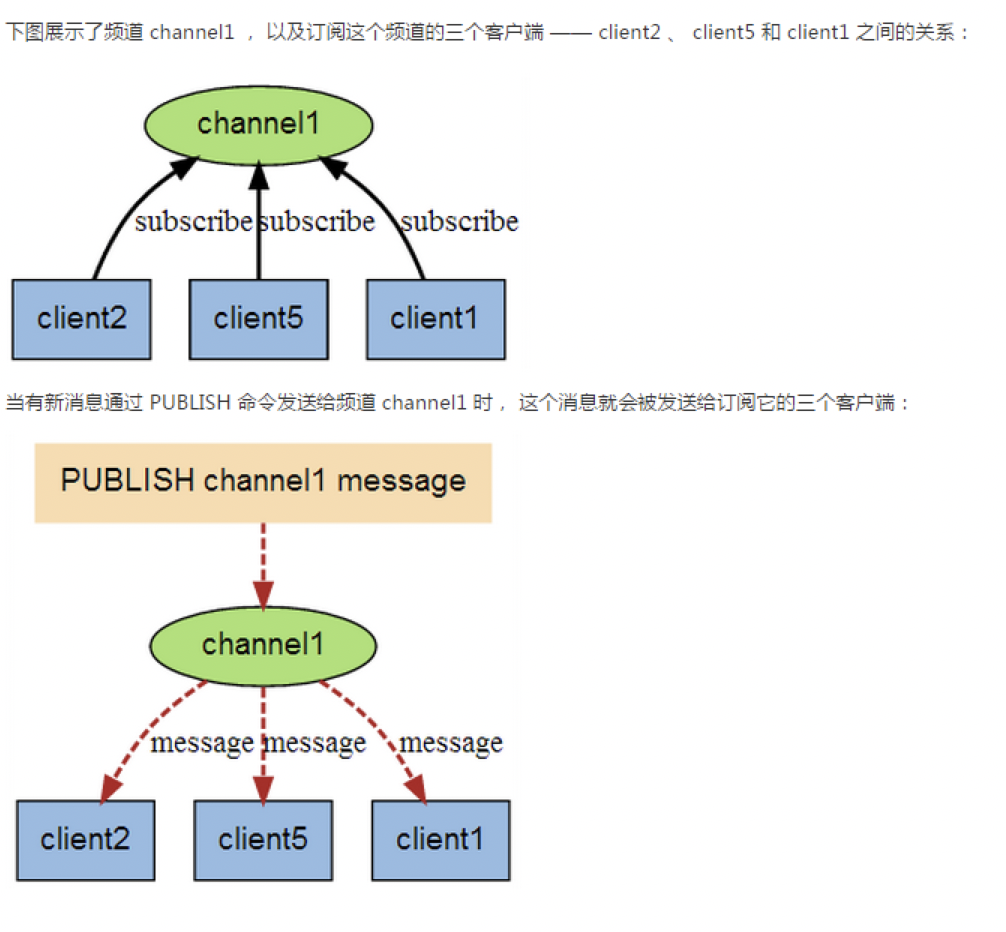 下图展示了频道 channel1 ， 以及订阅这个频道的三个客户端 —— client2 、 client5 和 client1 之间的关系：
channel1
subscribe subscribe subscribe
client2 client5 client1
当有新消息通过 PUBLISH 命令发送给频道 channel1 时， 这个消息就会被发送给订阅它的三个客户端：
PUBLISH channel1 message
channel1
message message message
client2 client5 client1